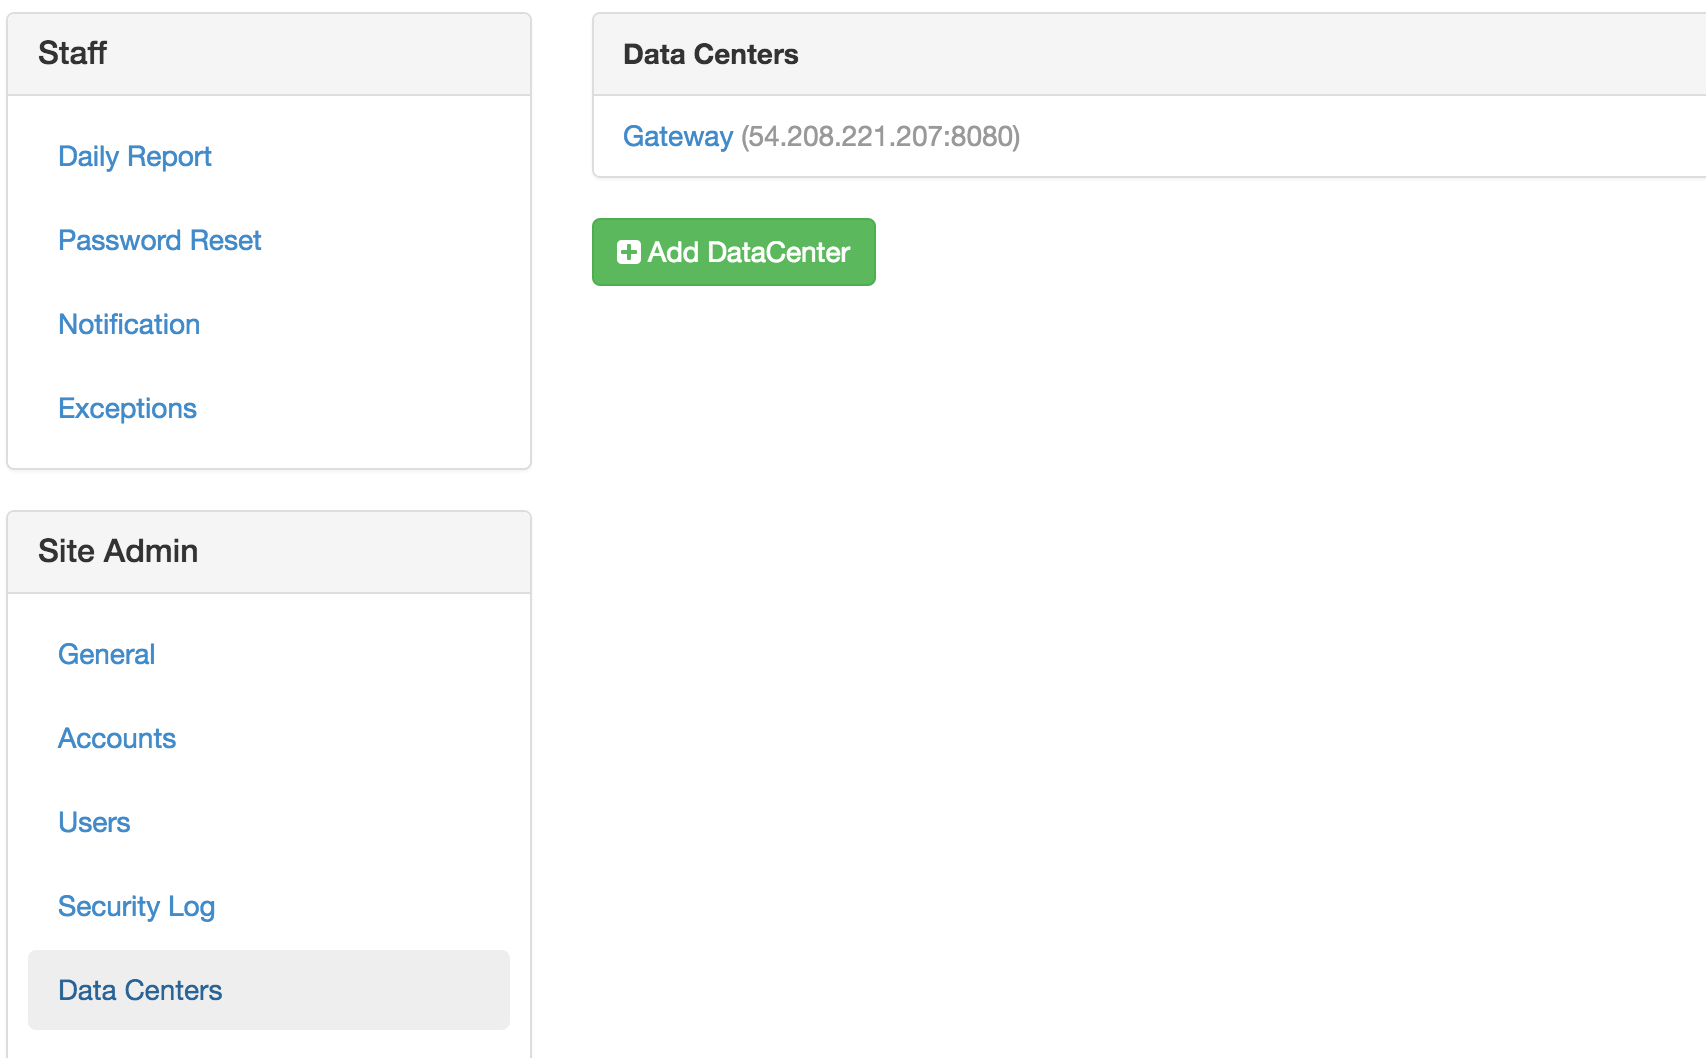 Staff
Daily Report
Password Reset
Notification
Exceptions
Site Admin
General
Accounts
Users
Security Log
Data Centers
Data Centers
Gateway (54.208.221.207:8080)
Add DataCenter